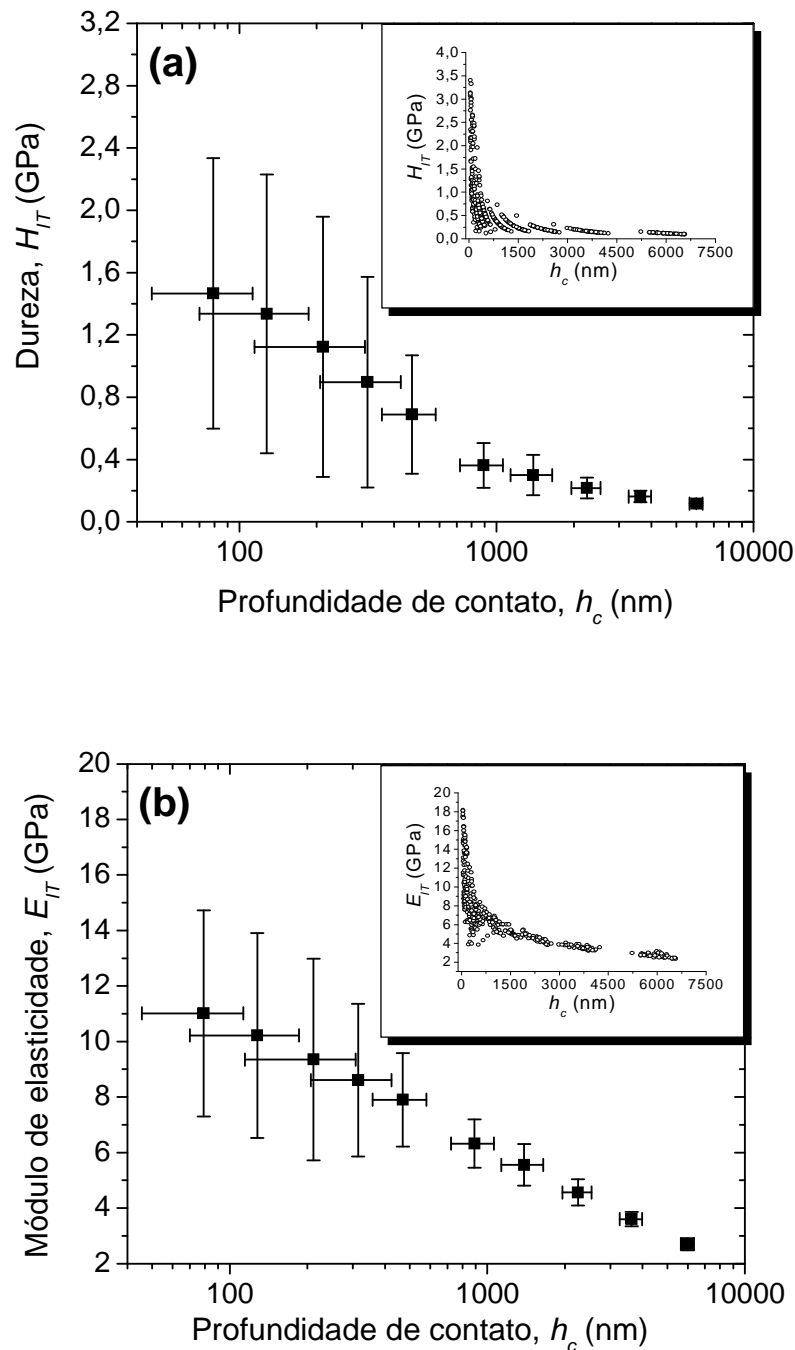 (a)
Dureza, H_IT (GPa)
3,2
2,8
2,4
2,0
1,6
1,2
0,8
0,4
0,0
100 1000 10000
Profundidade de contato, h_c (nm)
H_IT (GPa)
4,0
3,5
3,0
2,5
2,0
1,5
1,0
0,5
0,0
0 1500 3000 4500 6000 7500
h_c (nm)
(b)
Módulo de elasticidade, E_IT (GPa)
20
18
16
14
12
10
8
6
4
2
100 1000 10000
Profundidade de contato, h_c (nm)
E_IT (GPa)
20
18
16
14
12
10
8
6
4
2
0 1500 3000 4500 6000 7500
h_c (nm)